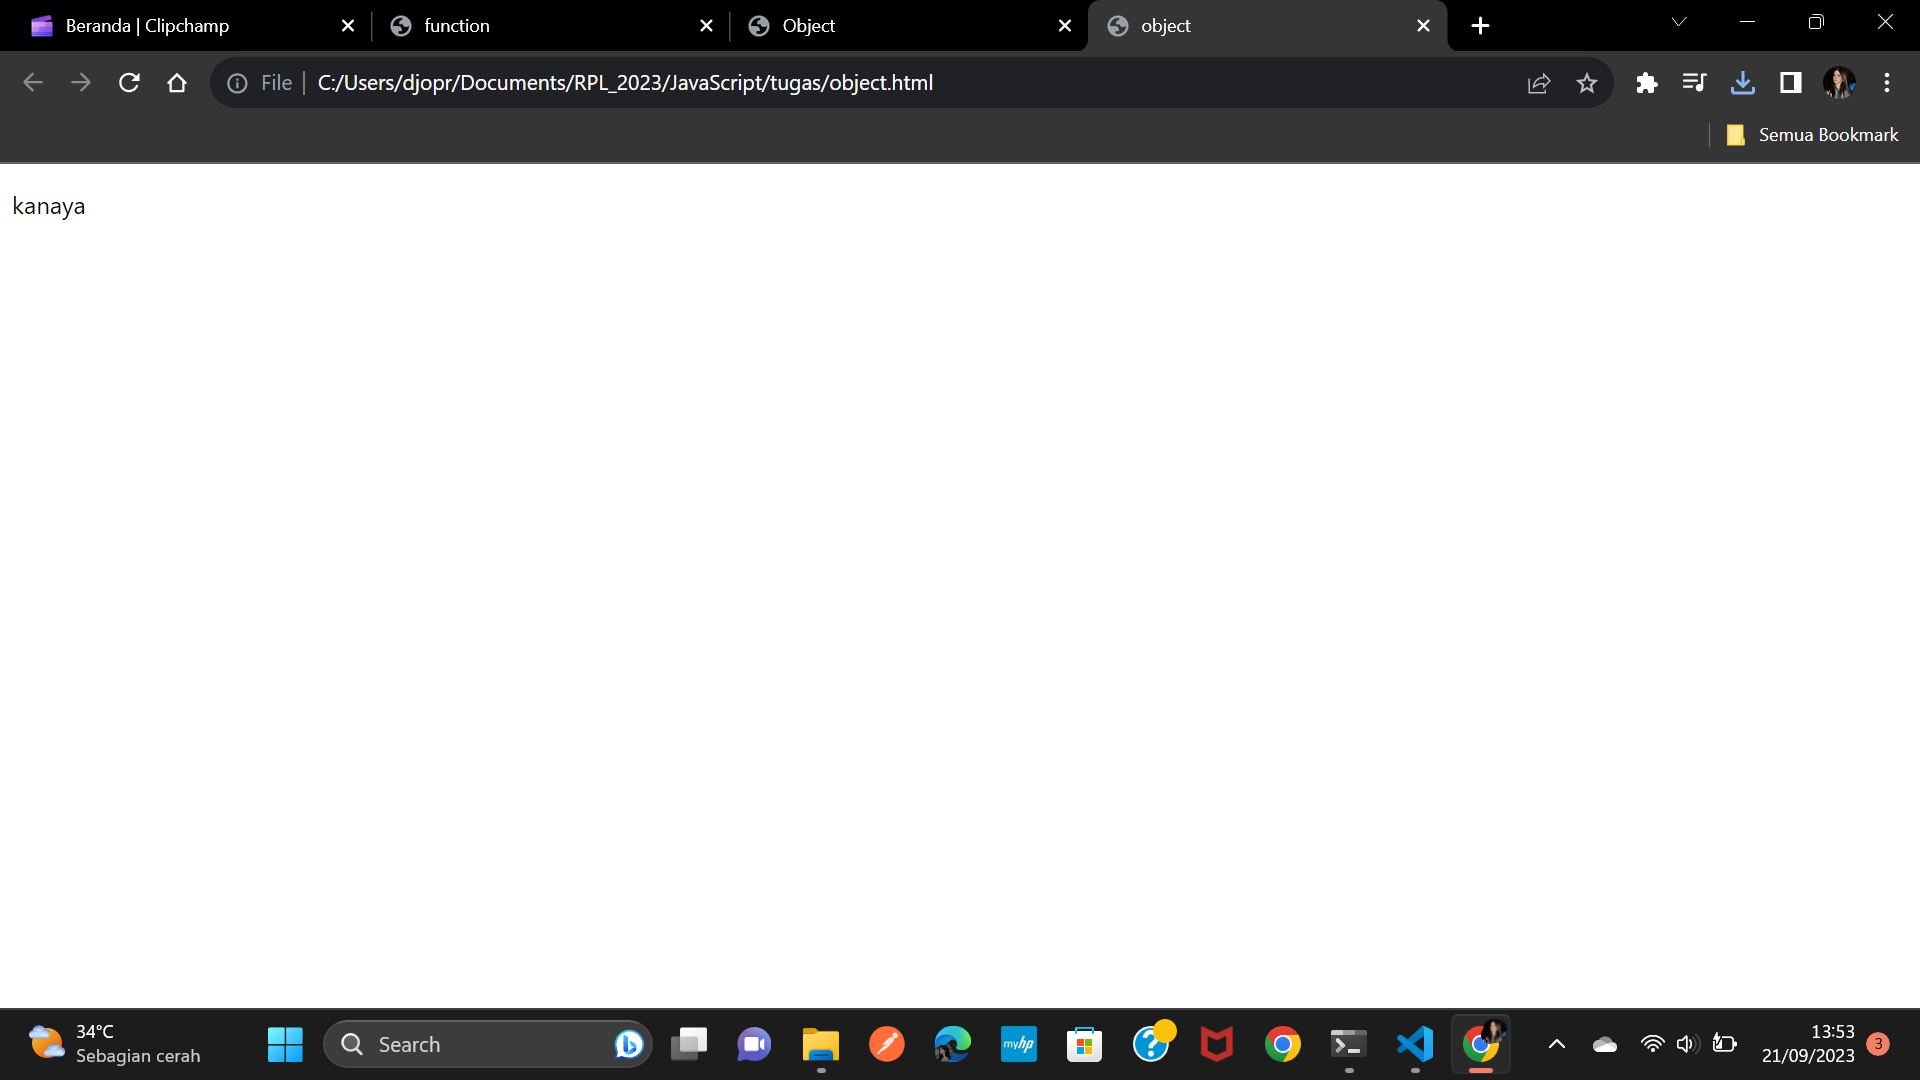 Beranda | Clipchamp
function
Object
object
File
C:/Users/djopr/Documents/RPL_2023/JavaScript/tugas/object.html
Semua Bookmark
kanaya
34°C
Sebagian cerah
Search
myhp
13:53
21/09/2023
3